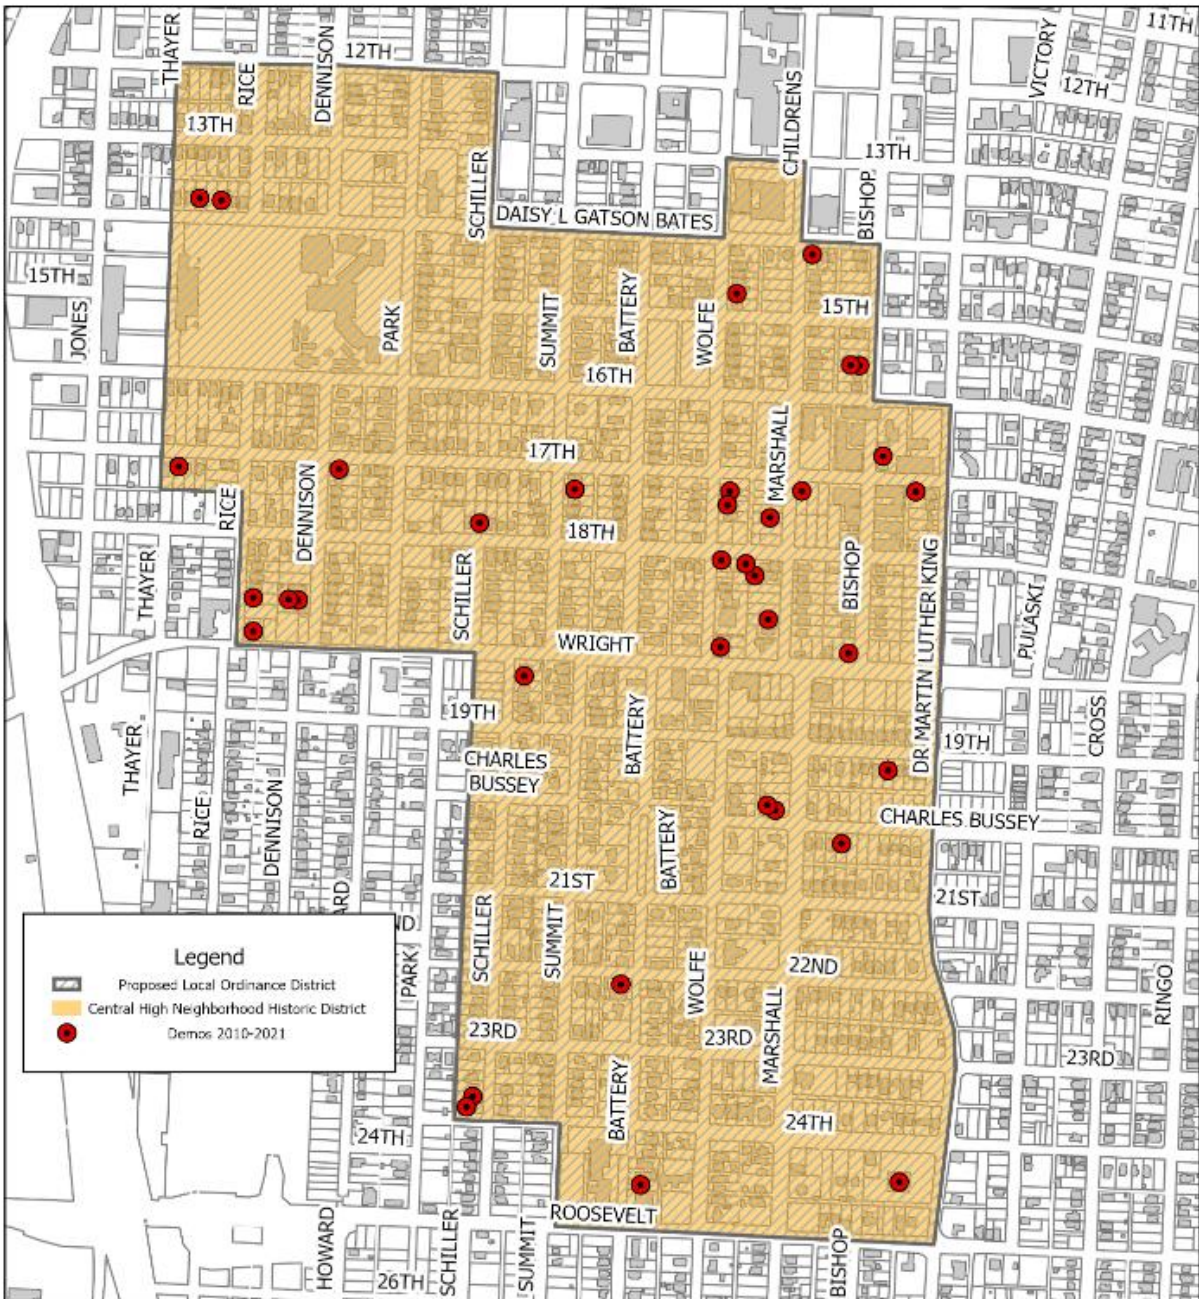 11TH
THAYER
RICE
DENNISON
12TH
VICTORY
12TH
CHILDRENS
13TH
13TH
SCHILLER
BISHOP
DAISY L GATSON BATES
15TH
JONES
PARK
SUMMIT
BATTERY
WOLFE
15TH
16TH
MARSHALL
17TH
RICE
DENNISON
18TH
THAYER
SCHILLER
BISHOP
DR MARTIN LUTHER KING
PULASKI
WRIGHT
19TH
BATTERY
CROSS
19TH
THAYER
CHARLES
BUSSEY
RICE
DENNISON
BATTERY
CHARLES BUSSEY
21ST
21ST
ARD
ND
PARK
SCHILLER
SUMMIT
WOLFE
22ND
MARSHALL
RINGO
23RD
23RD
23RD
BATTERY
24TH
24TH
ROOSEVELT
HOWARD
SCHILLER
SUMMIT
BISHOP
26TH
Legend
Proposed Local Ordinance District
Central High Neighborhood Historic District
Demos 2010-2021